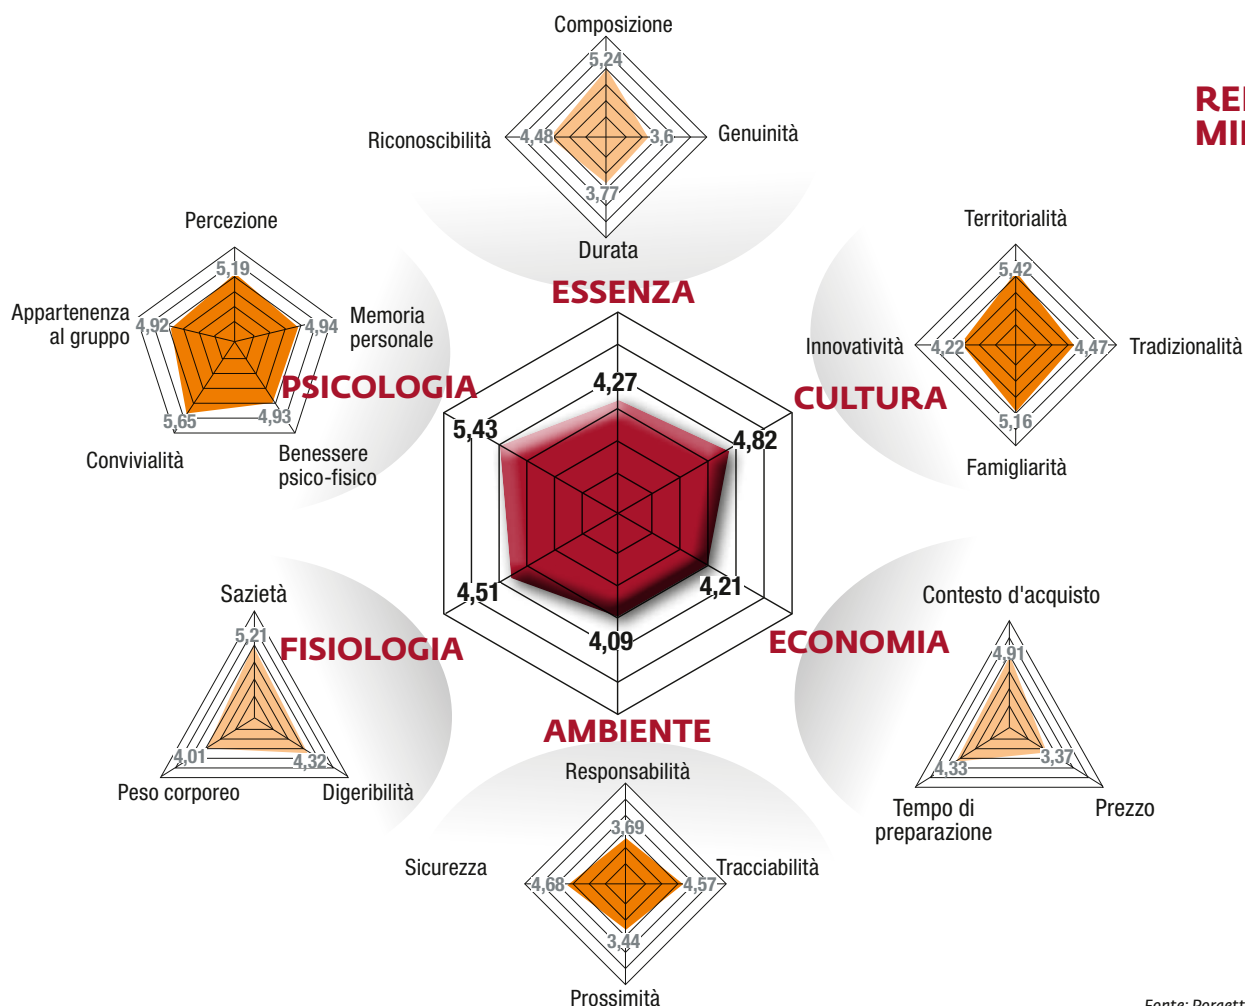 Composizione
5,24
Riconoscibilità
4,48
3,6
Genuinità
3,77
Durata
ESSENZA
Percezione
5,19
Appartenenza
al gruppo
4,92
4,94
Memoria
personale
5,65
4,93
Convivialità
Benessere
psico-fisico
PSICOLOGIA
Territorialità
5,42
Innovatività
4,22
4,47
Tradizionalità
5,16
Famigliarità
CULTURA
4,27
5,43
4,82
4,51
4,21
4,09
Sazietà
5,21
4,01
4,32
Peso corporeo
Digeribilità
FISIOLOGIA
Contesto d'acquisto
4,91
4,33
3,37
Tempo di
preparazione
Prezzo
ECONOMIA
AMBIENTE
Responsabilità
3,69
Sicurezza
4,68
4,57
Tracciabilità
3,44
Prossimità
Fonte: